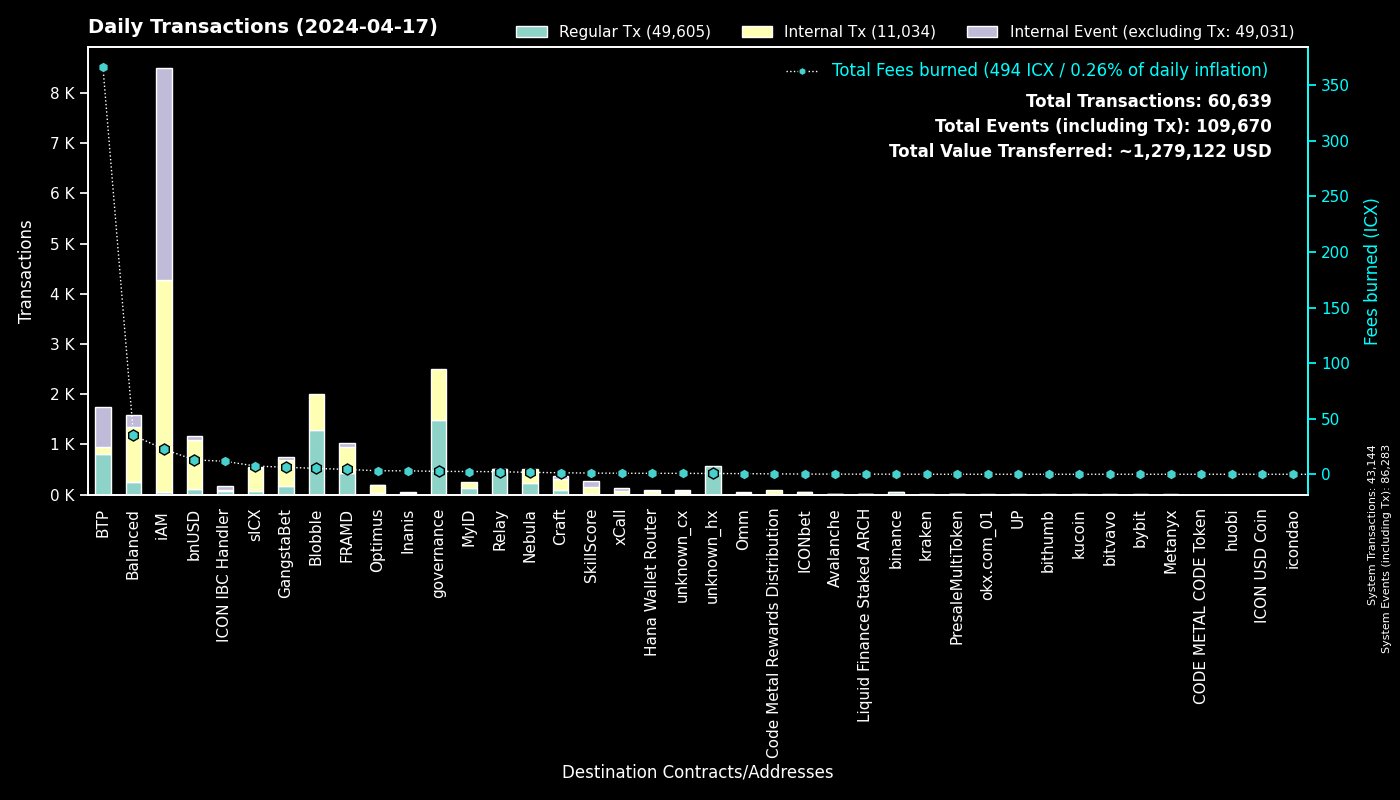 Daily Transactions (2024-04-17)
Regular Tx (49,605)
Internal Tx (11,034)
Internal Event (excluding Tx: 49,031)
Total Fees burned (494 ICX / 0.26% of daily inflation)
Total Transactions: 60,639
Total Events (including Tx): 109,670
Total Value Transferred: ~1,279,122 USD
Transactions
8 K
7 K
6 K
5 K
4 K
3 K
2 K
1 K
0 K
350
300
250
200
150
100
50
0
Fees burned (ICX)
BTP
Balanced
iAM
bnUSD
ICON IBC Handler
sICX
GangstaBet
Blobble
FRAMD
Optimus
Inanis
governance
MyID
Relay
Nebula
Craft
SkillScore
xCall
Hana Wallet Router
unknown_cx
unknown_hx
Omm
Code Metal Rewards Distribution
ICONbet
Avalanche
Liquid Finance Staked ARCH
binance
kraken
PresaleMultiToken
okx.com_01
UP
bithumb
kucoin
bitvavo
bybit
Metanyx
CODE METAL CODE Token
huobi
ICON USD Coin
icondao
Destination Contracts/Addresses
System Transactions: 43,144
System Events (including Tx): 86,283